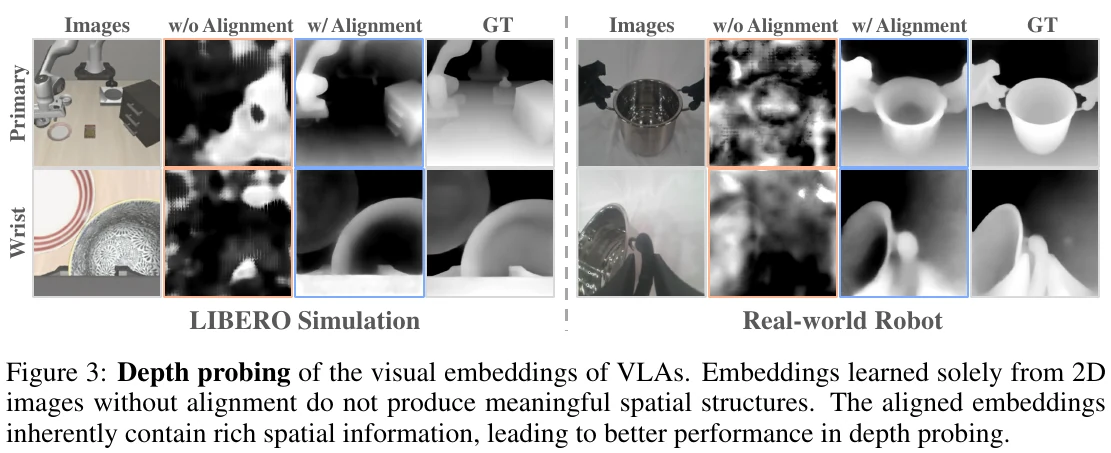 Images w/o Alignment w/ Alignment GT Images w/o Alignment w/ Alignment GT
Primary
Wrist
LIBERO Simulation Real-world Robot
Figure 3: Depth probing of the visual embeddings of VLAs. Embeddings learned solely from 2D
images without alignment do not produce meaningful spatial structures. The aligned embeddings
inherently contain rich spatial information, leading to better performance in depth probing.